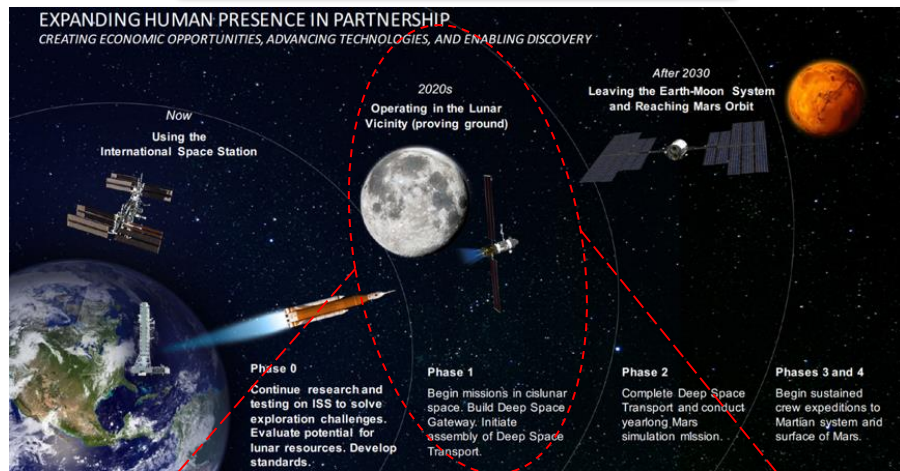 EXPANDING HUMAN PRESENCE IN PARTNERSHIP
CREATING ECONOMIC OPPORTUNITIES, ADVANCING TECHNOLOGIES, AND ENABLING DISCOVERY
Now
Using the
International Space Station
2020s
Operating in the Lunar
Vicinity (proving ground)
After 2030
Leaving the Earth-Moon System
and Reaching Mars Orbit
Phase 0
Continue research and
testing on ISS to solve
exploration challenges.
Evaluate potential for
lunar resources. Develop
standards.
Phase 1
Begin missions in cislunar
space. Build Deep Space
Gateway. Initiate
assembly of Deep Space
Transport.
Phase 2
Complete Deep Space
Transport and conduct
yearlong Mars
simulation mission.
Phases 3 and 4
Begin sustained
crew expeditions to
Martian system and
surface of Mars.